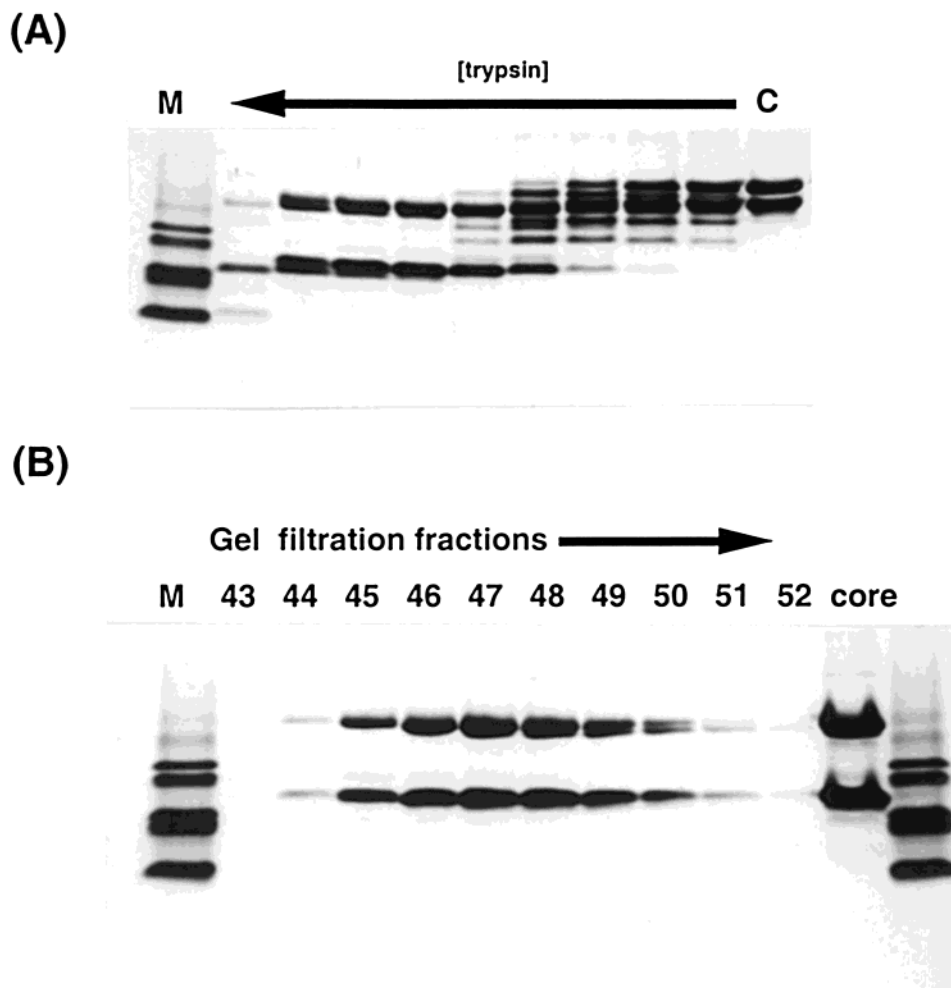 (A)
[trypsin]
M C
(B)
Gel filtration fractions
M 43 44 45 46 47 48 49 50 51 52 core